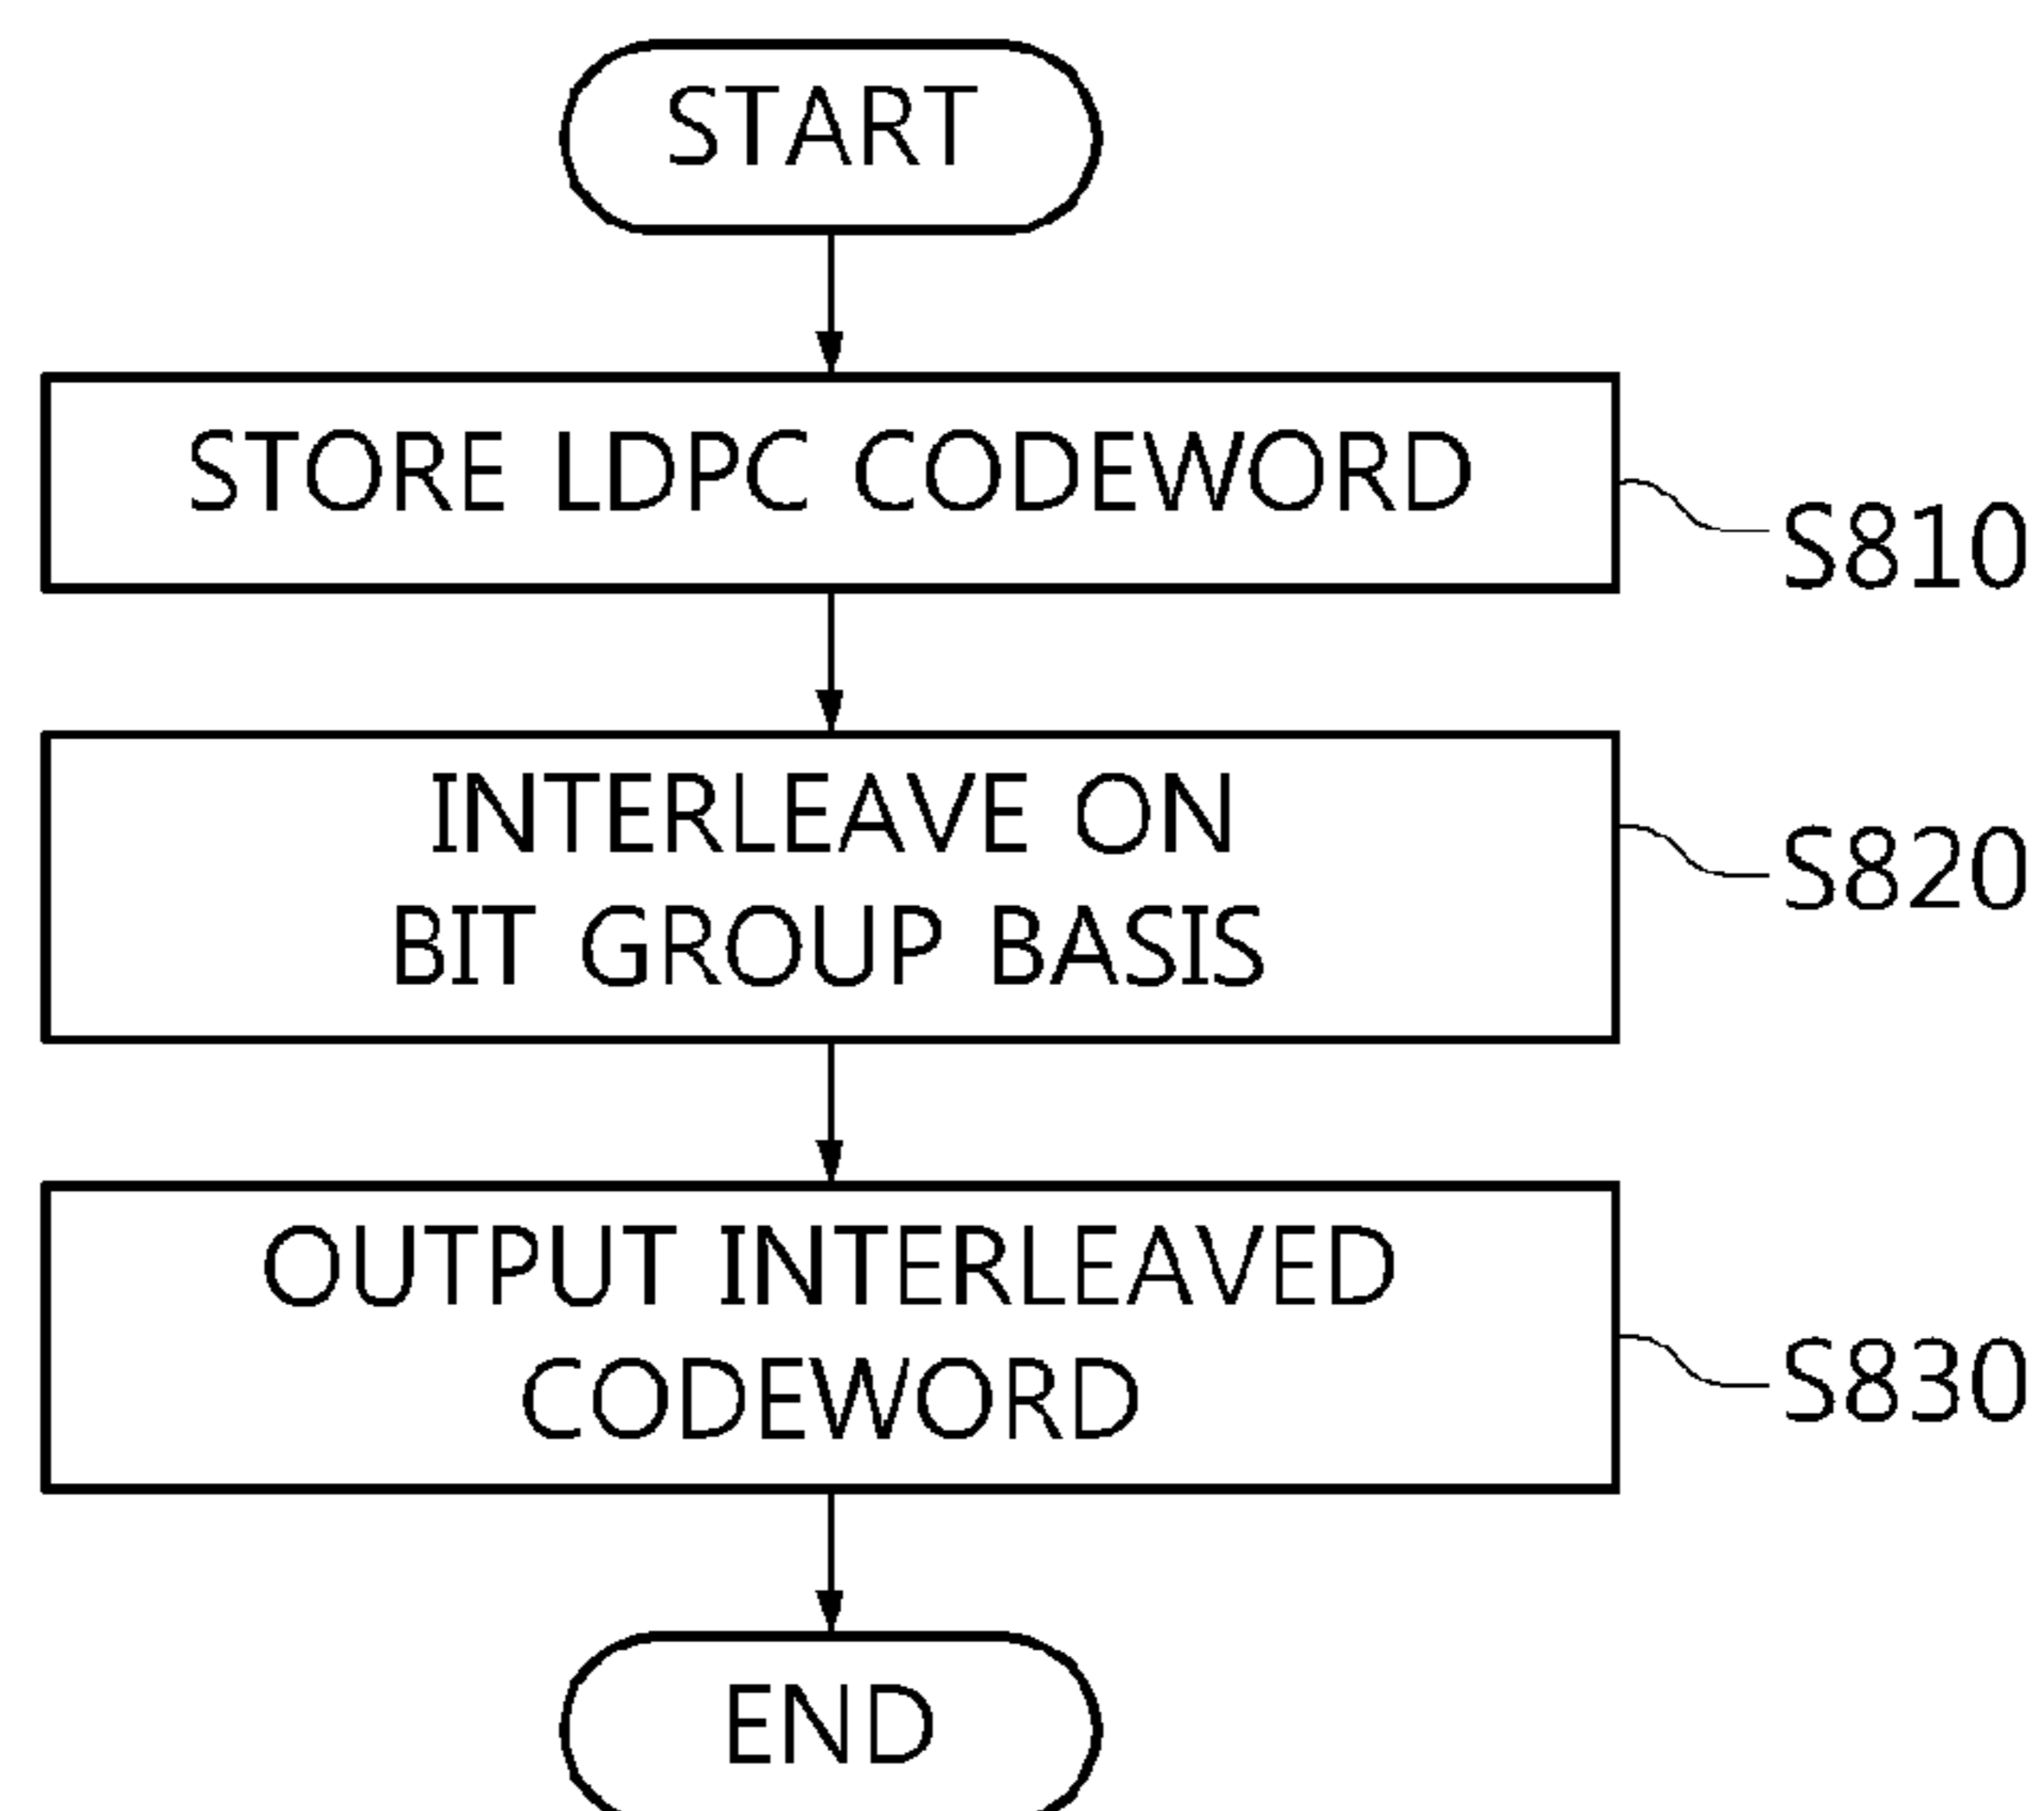 START
STORE LDPC CODEWORD
S810
INTERLEAVE ON
BIT GROUP BASIS
S820
OUTPUT INTERLEAVED
CODEWORD
S830
END